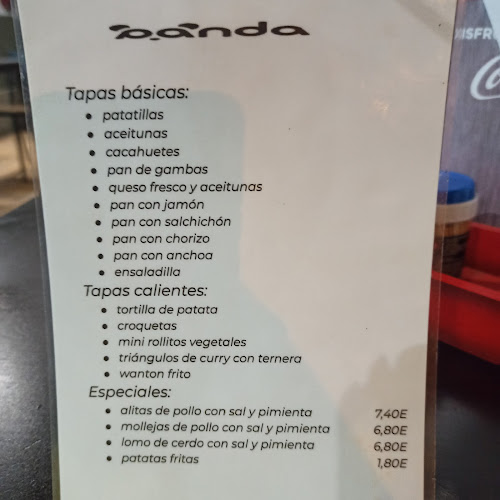 panda
Tapas básicas:
• patatillas
• aceitunas
• cacahuetes
• pan de gambas
• queso fresco y aceitunas
• pan con jamón
• pan con salchichón
• pan con chorizo
• pan con anchoa
• ensaladilla
Tapas calientes:
• tortilla de patata
• croquetas
• mini rollitos vegetales
• triángulos de curry con ternera
• wanton frito
Especiales:
• alitas de pollo con sal y pimienta 7,40E
• mollejas de pollo con sal y pimienta 6,80E
• lomo de cerdo con sal y pimienta 6,80E
• patatas fritas 1,80E